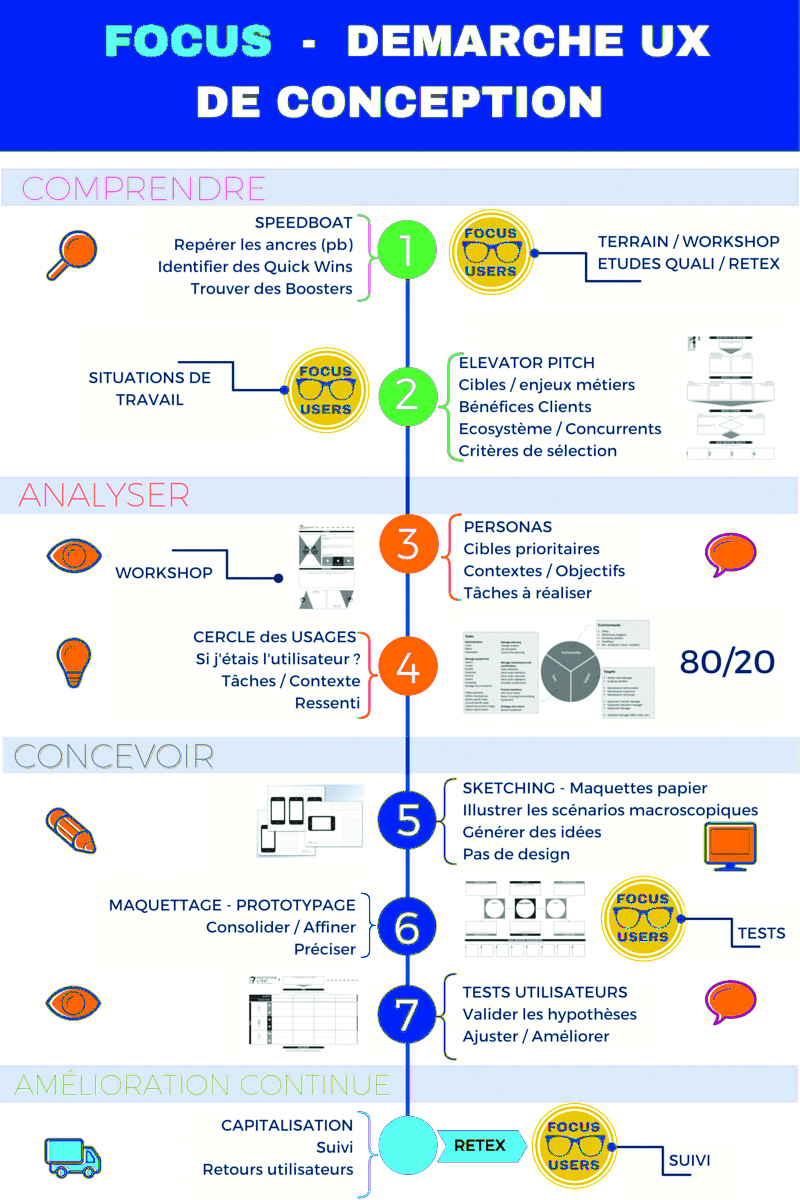 FOCUS - DEMARCHE UX
DE CONCEPTION
COMPRENDRE
SPEEDBOAT
Repérer les ancres (pb)
Identifier des Quick Wins
Trouver des Boosters
1
FOCUS
USERS
TERRAIN / WORKSHOP
ETUDES QUALI / RETEX
SITUATIONS DE
TRAVAIL
FOCUS
USERS
2
ELEVATOR PITCH
Cibles / enjeux métiers
Bénéfices Clients
Ecosystème / Concurrents
Critères de sélection
ANALYSER
WORKSHOP
3
PERSONAS
Cibles prioritaires
Contextes / Objectifs
Tâches à réaliser
CERCLE des USAGES
Si j'étais l'utilisateur ?
Tâches / Contexte
Ressenti
4
Tasks
Environments
Targets
80/20
CONCEVOIR
5
SKETCHING - Maquettes papier
Illustrer les scénarios macroscopiques
Générer des idées
Pas de design
MAQUETTAGE - PROTOTYPAGE
Consolider / Affiner
Préciser
6
FOCUS
USERS
TESTS
7
TESTS UTILISATEURS
Valider les hypothèses
Ajuster / Améliorer
AMÉLIORATION CONTINUE
CAPITALISATION
Suivi
Retours utilisateurs
RETEX
FOCUS
USERS
SUIVI